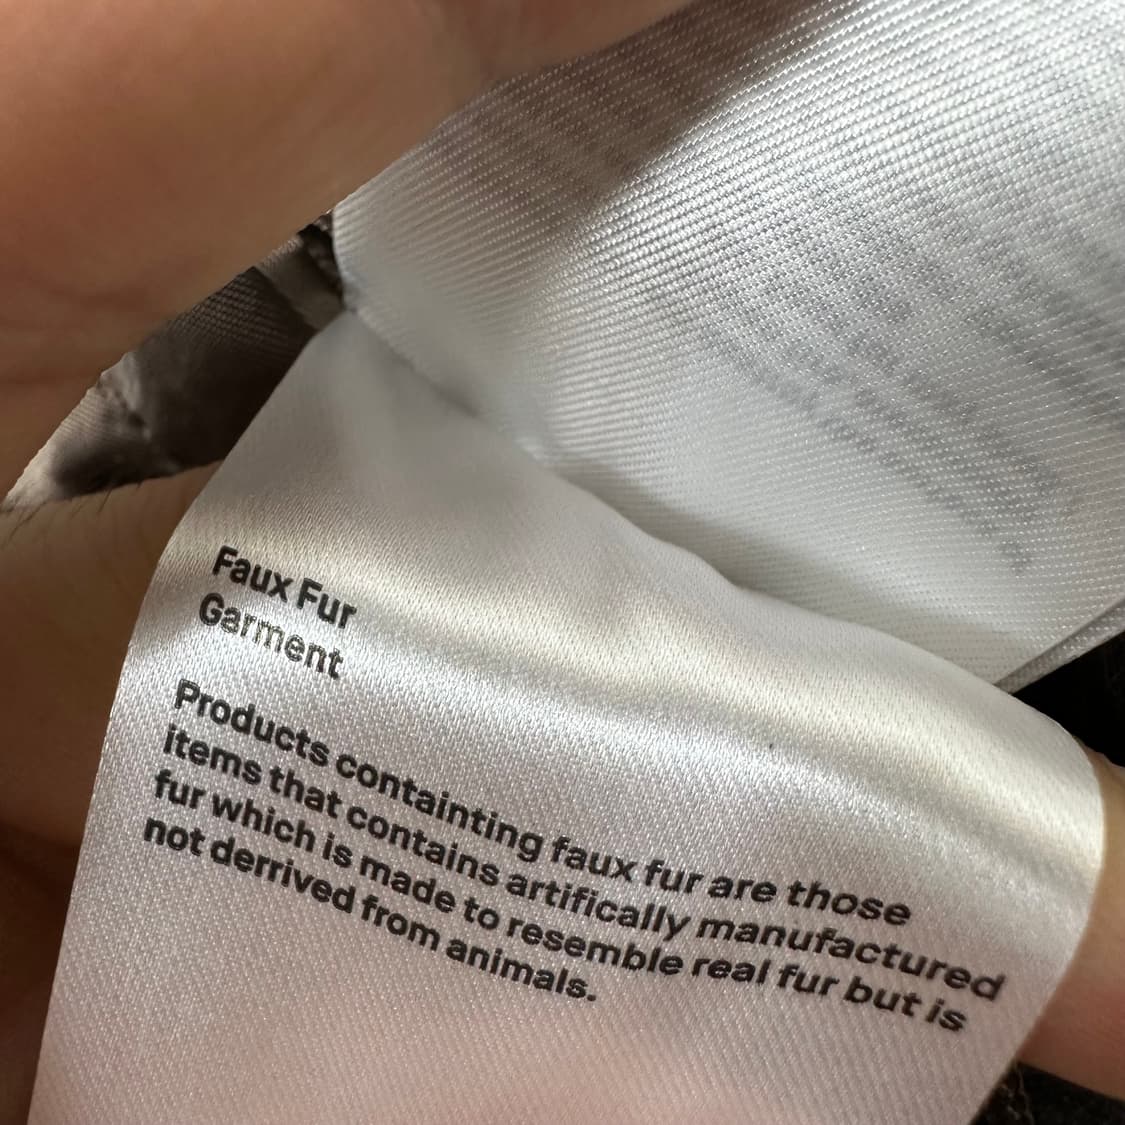 Faux Fur
Garment
Products containting faux fur are those
items that contains artifically manufactured
fur which is made to resemble real fur but is
not derrived from animals.